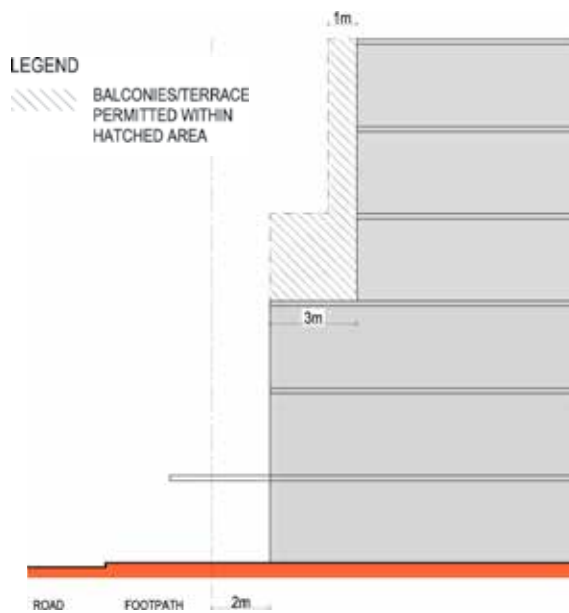 1m
LEGEND
BALCONIES/TERRACE
PERMITTED WITHIN
HATCHED AREA
3m
ROAD FOOTPATH 2m